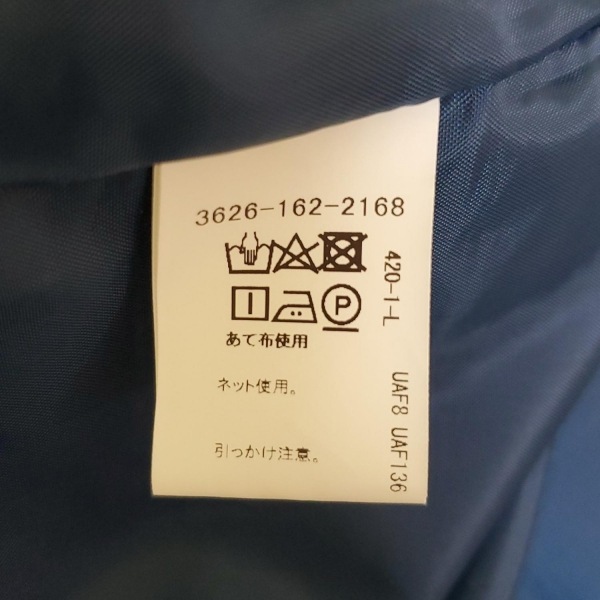 3626-162-2168
P
あて布使用
ネット使用。
引っかけ注意。
420-1-L
UAF8 UAF136